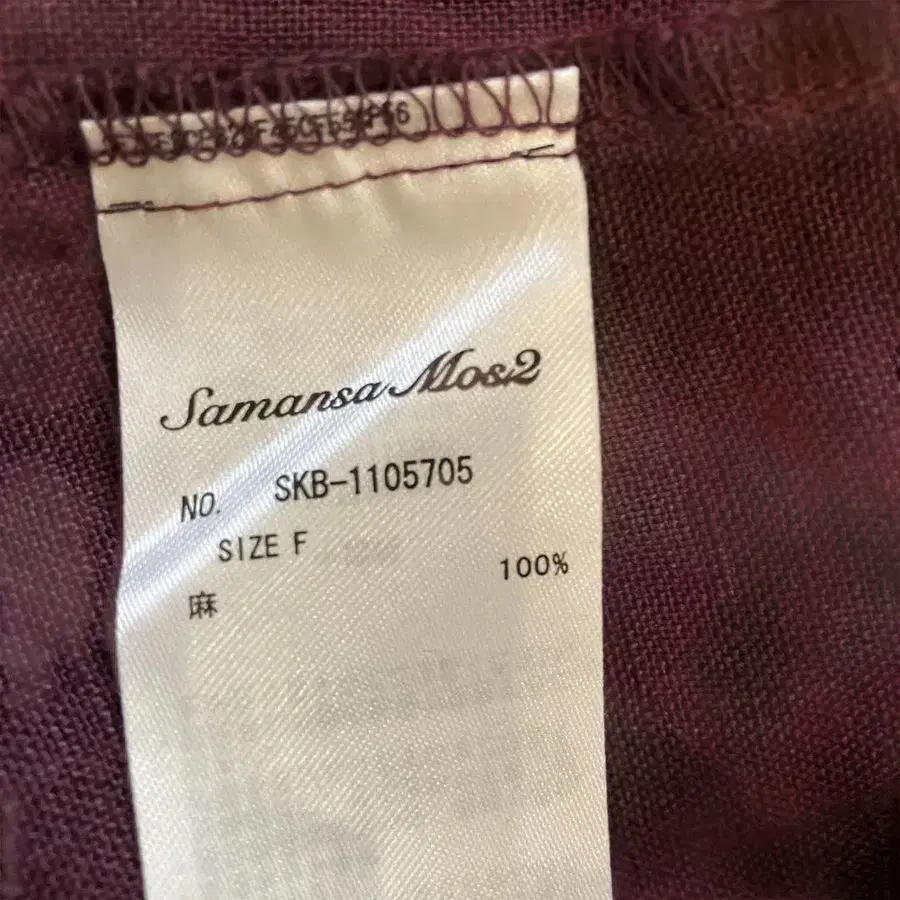 Samansa Mos2
NO. SKB-1105705
SIZE F
麻 100%